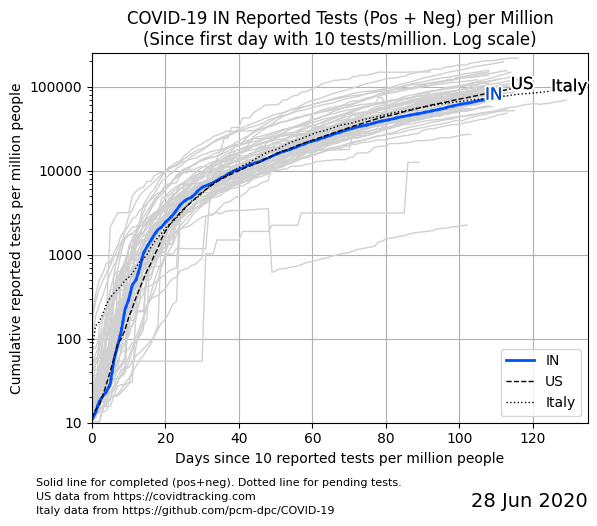 COVID-19 IN Reported Tests (Pos + Neg) per Million
(Since first day with 10 tests/million. Log scale)
Cumulative reported tests per million people
100000
10000
1000
100
10
0
20
40
60
80
100
120
Days since 10 reported tests per million people
IN
US
Italy
IN
US
Italy
Solid line for completed (pos+neg). Dotted line for pending tests.
US data from https://covidtracking.com
Italy data from https://github.com/pcm-dpc/COVID-19
28 Jun 2020